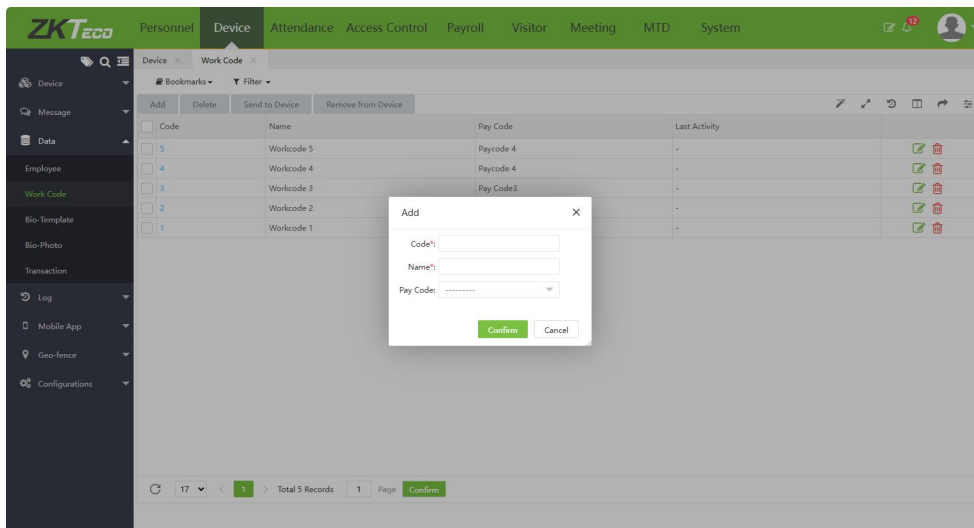 ZKTECO Personnel Device Attendance Access Control Payroll Visitor Meeting MTD System 12
Device Work Code
Bookmarks Filter
Add Delete Send to Device Remove from Device
Code Name Pay Code Last Activity
5 Workcode 5 Paycode 4 -
4 Workcode 4 Paycode 4 -
3 Workcode 3 Pay Code3 -
2 Workcode 2 -
1 Workcode 1 -
Device
Message
Data
Employee
Work Code
Bio-Template
Bio-Photo
Transaction
Log
Mobile App
Geo-fence
Configurations
Add
Code*:
Name*:
Pay Code: ---------
Confirm Cancel
17 < 1 > Total 5 Records 1 Page Confirm